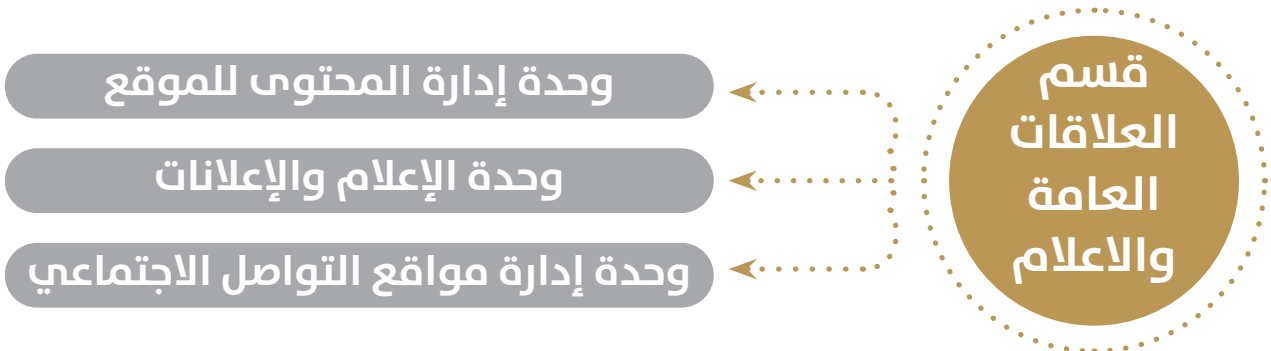 قسم
العلاقات
العامة
والاعلام
وحدة إدارة المحتوى للموقع
وحدة الإعلام والإعلانات
وحدة إدارة مواقع التواصل الاجتماعي